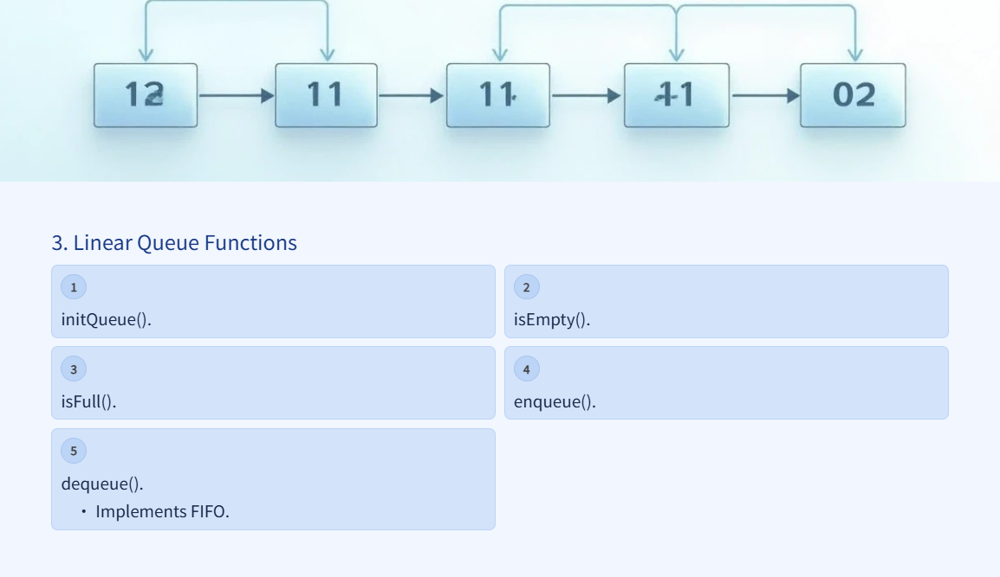 12 11 11 11 02
3. Linear Queue Functions
1
initQueue().
2
isEmpty().
3
isFull().
4
enqueue().
5
dequeue().
• Implements FIFO.